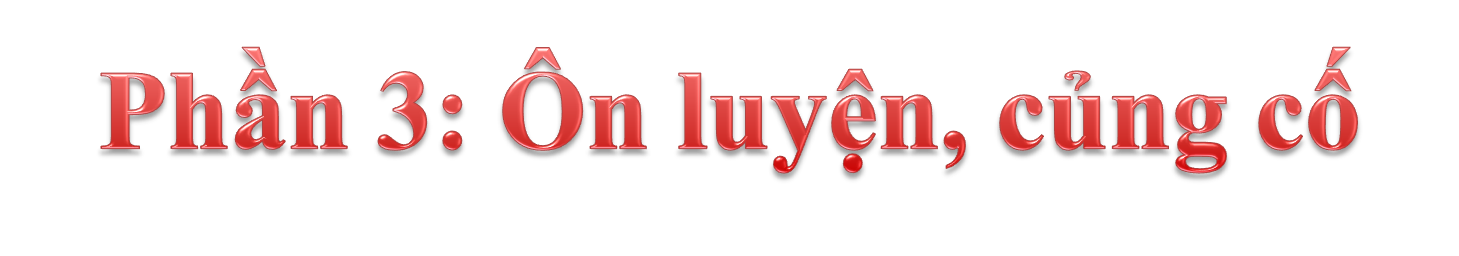 Phần 3: Ôn luyện, củng cố